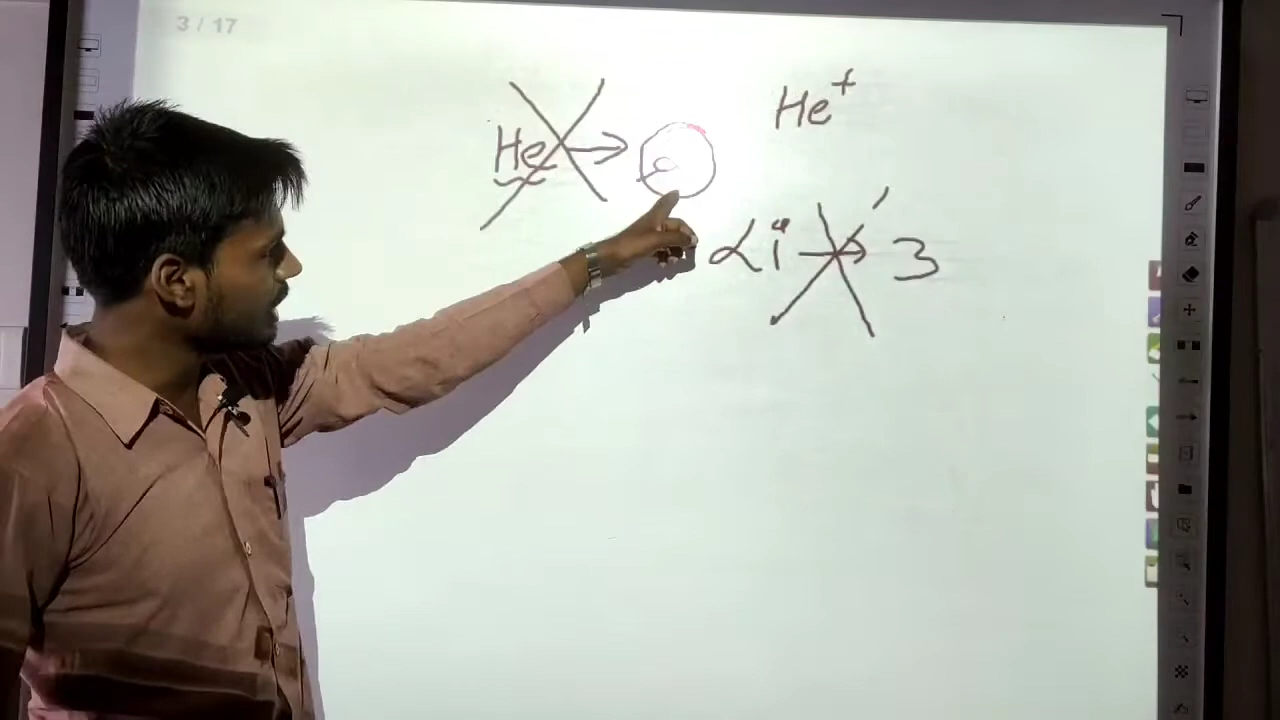 3 / 17
He →
He+
Li → 3